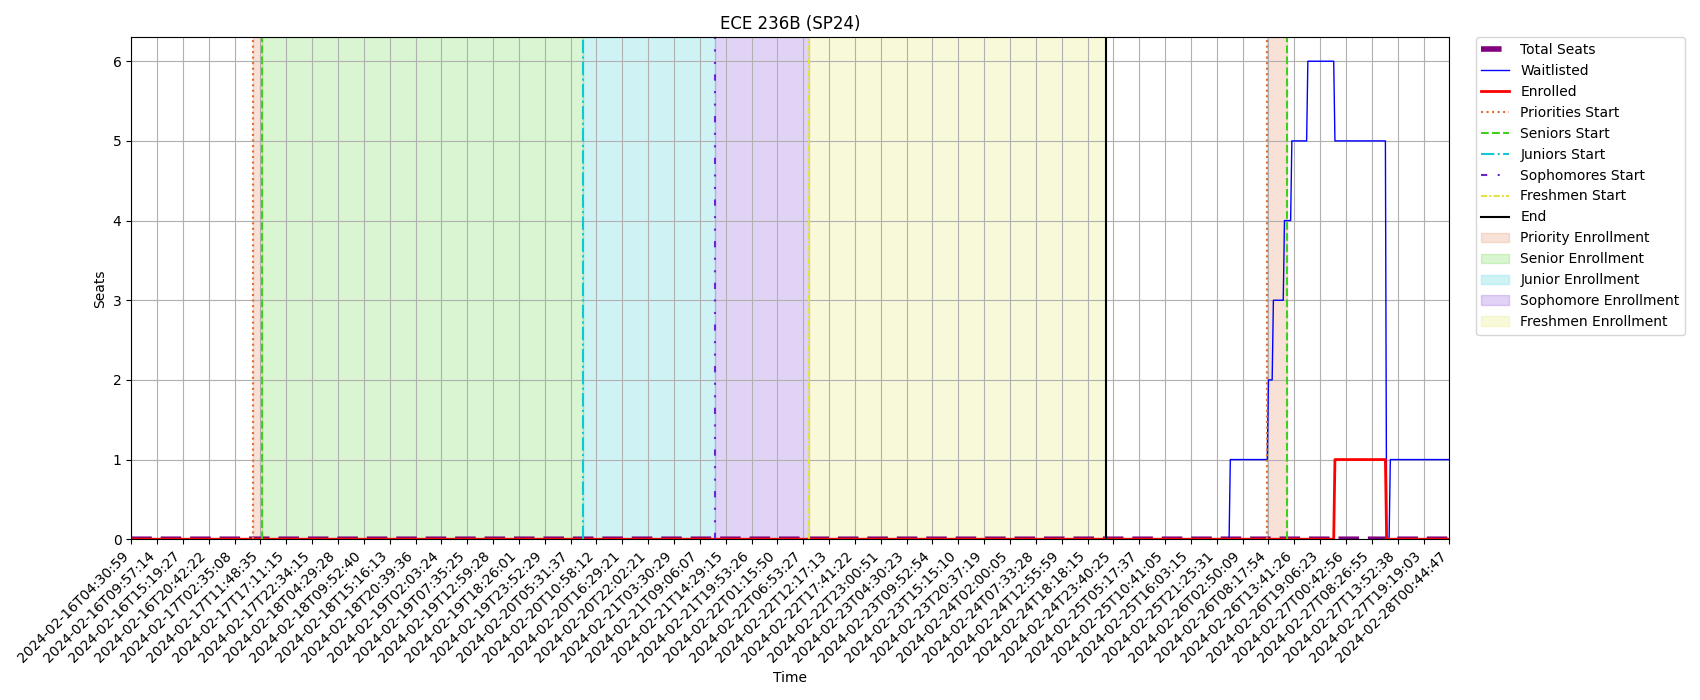 ECE 236B (SP24)
Seats
6
5
4
3
2
1
0
2024-02-16T04:30:59
2024-02-16T09:57:14
2024-02-16T15:19:27
2024-02-16T20:42:22
2024-02-17T02:35:08
2024-02-17T11:48:35
2024-02-17T17:11:15
2024-02-17T22:34:15
2024-02-18T04:29:28
2024-02-18T09:52:40
2024-02-18T15:16:13
2024-02-18T20:39:36
2024-02-19T02:03:24
2024-02-19T07:35:25
2024-02-19T12:59:28
2024-02-19T18:26:01
2024-02-19T23:52:29
2024-02-20T05:31:37
2024-02-20T10:58:12
2024-02-20T16:29:21
2024-02-20T22:02:21
2024-02-21T03:30:29
2024-02-21T09:06:07
2024-02-21T14:29:15
2024-02-21T19:53:26
2024-02-22T01:15:50
2024-02-22T06:53:27
2024-02-22T12:17:13
2024-02-22T17:41:22
2024-02-22T23:00:51
2024-02-23T04:30:23
2024-02-23T09:52:54
2024-02-23T15:15:10
2024-02-23T20:37:19
2024-02-24T02:00:05
2024-02-24T07:33:28
2024-02-24T12:55:59
2024-02-24T18:18:15
2024-02-24T23:40:25
2024-02-25T05:17:37
2024-02-25T10:41:05
2024-02-25T16:03:15
2024-02-25T21:25:31
2024-02-26T02:50:09
2024-02-26T08:17:54
2024-02-26T13:41:26
2024-02-26T19:06:23
2024-02-27T00:42:56
2024-02-27T08:26:55
2024-02-27T13:52:38
2024-02-27T19:19:03
2024-02-28T00:44:47
Time
Total Seats
Waitlisted
Enrolled
Priorities Start
Seniors Start
Juniors Start
Sophomores Start
Freshmen Start
End
Priority Enrollment
Senior Enrollment
Junior Enrollment
Sophomore Enrollment
Freshmen Enrollment